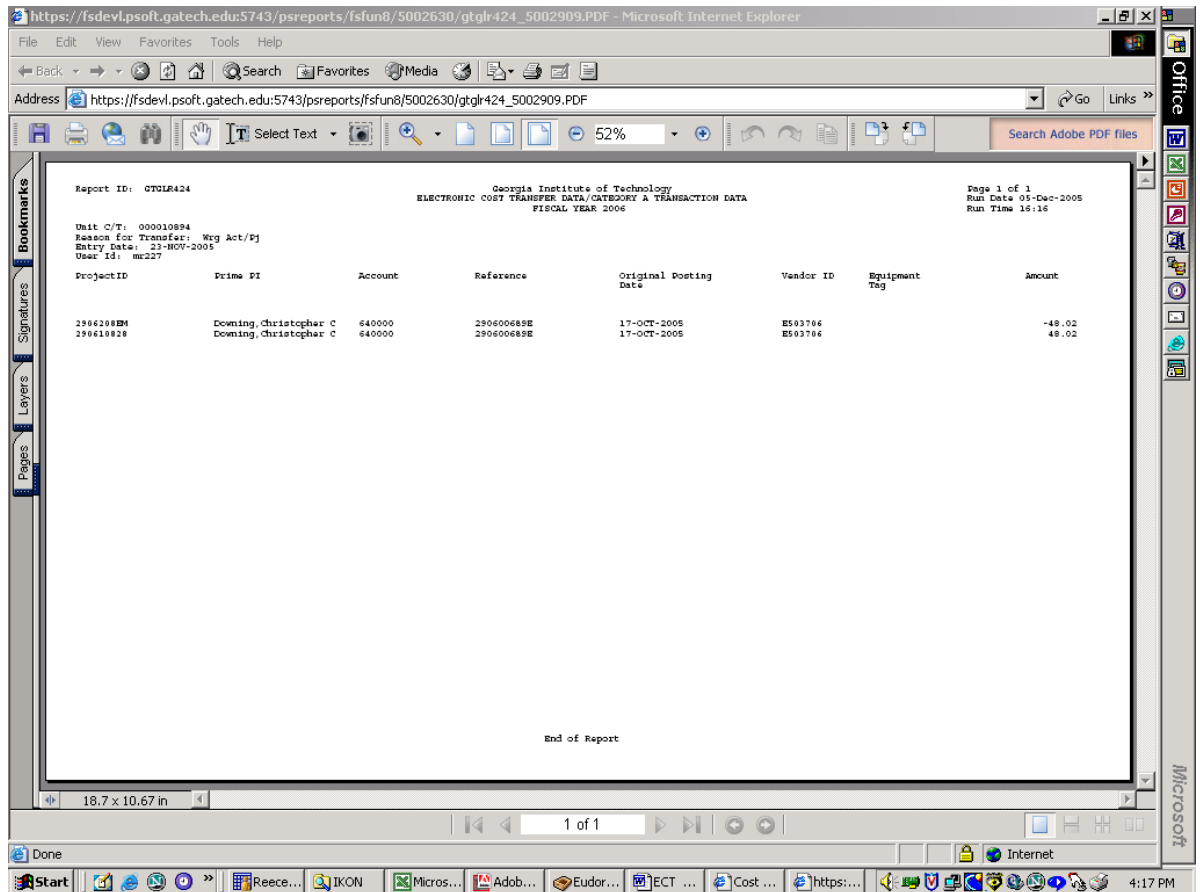 https://fsdevl.psoft.gatech.edu:5743/psreports/fsfun8/5002630/gtglr424_5002909.PDF - Microsoft Internet Explorer
File Edit View Favorites Tools Help
Back Search Favorites Media
Address https://fsdevl.psoft.gatech.edu:5743/psreports/fsfun8/5002630/gtglr424_5002909.PDF Go Links »
Select Text 52% Search Adobe PDF files
Office
Bookmarks
Signatures
Layers
Pages
Report ID: GTGLR424 Georgia Institute of Technology Page 1 of 1
ELECTRONIC COST TRANSFER DATA/CATEGORY A TRANSACTION DATA Run Date 05-Dec-2005
FISCAL YEAR 2006 Run Time 16:16
Unit C/T: 000010894
Reason for Transfer: Wrg Act/Pj
Entry Date: 23-NOV-2005
User Id: mr227
ProjectID Prime PI Account Reference Original Posting Vendor ID Equipment Amount
Date Tag
2906208EM Downing,Christopher C 640000 290600689E 17-OCT-2005 E503706 -48.02
290610828 Downing,Christopher C 640000 290600689E 17-OCT-2005 E503706 48.02
End of Report
18.7 x 10.67 in
1 of 1
Microsoft
Done Internet
Start » Reece... IKON Micros... Adob... Eudor... ECT ... Cost ... https:... 4:17 PM